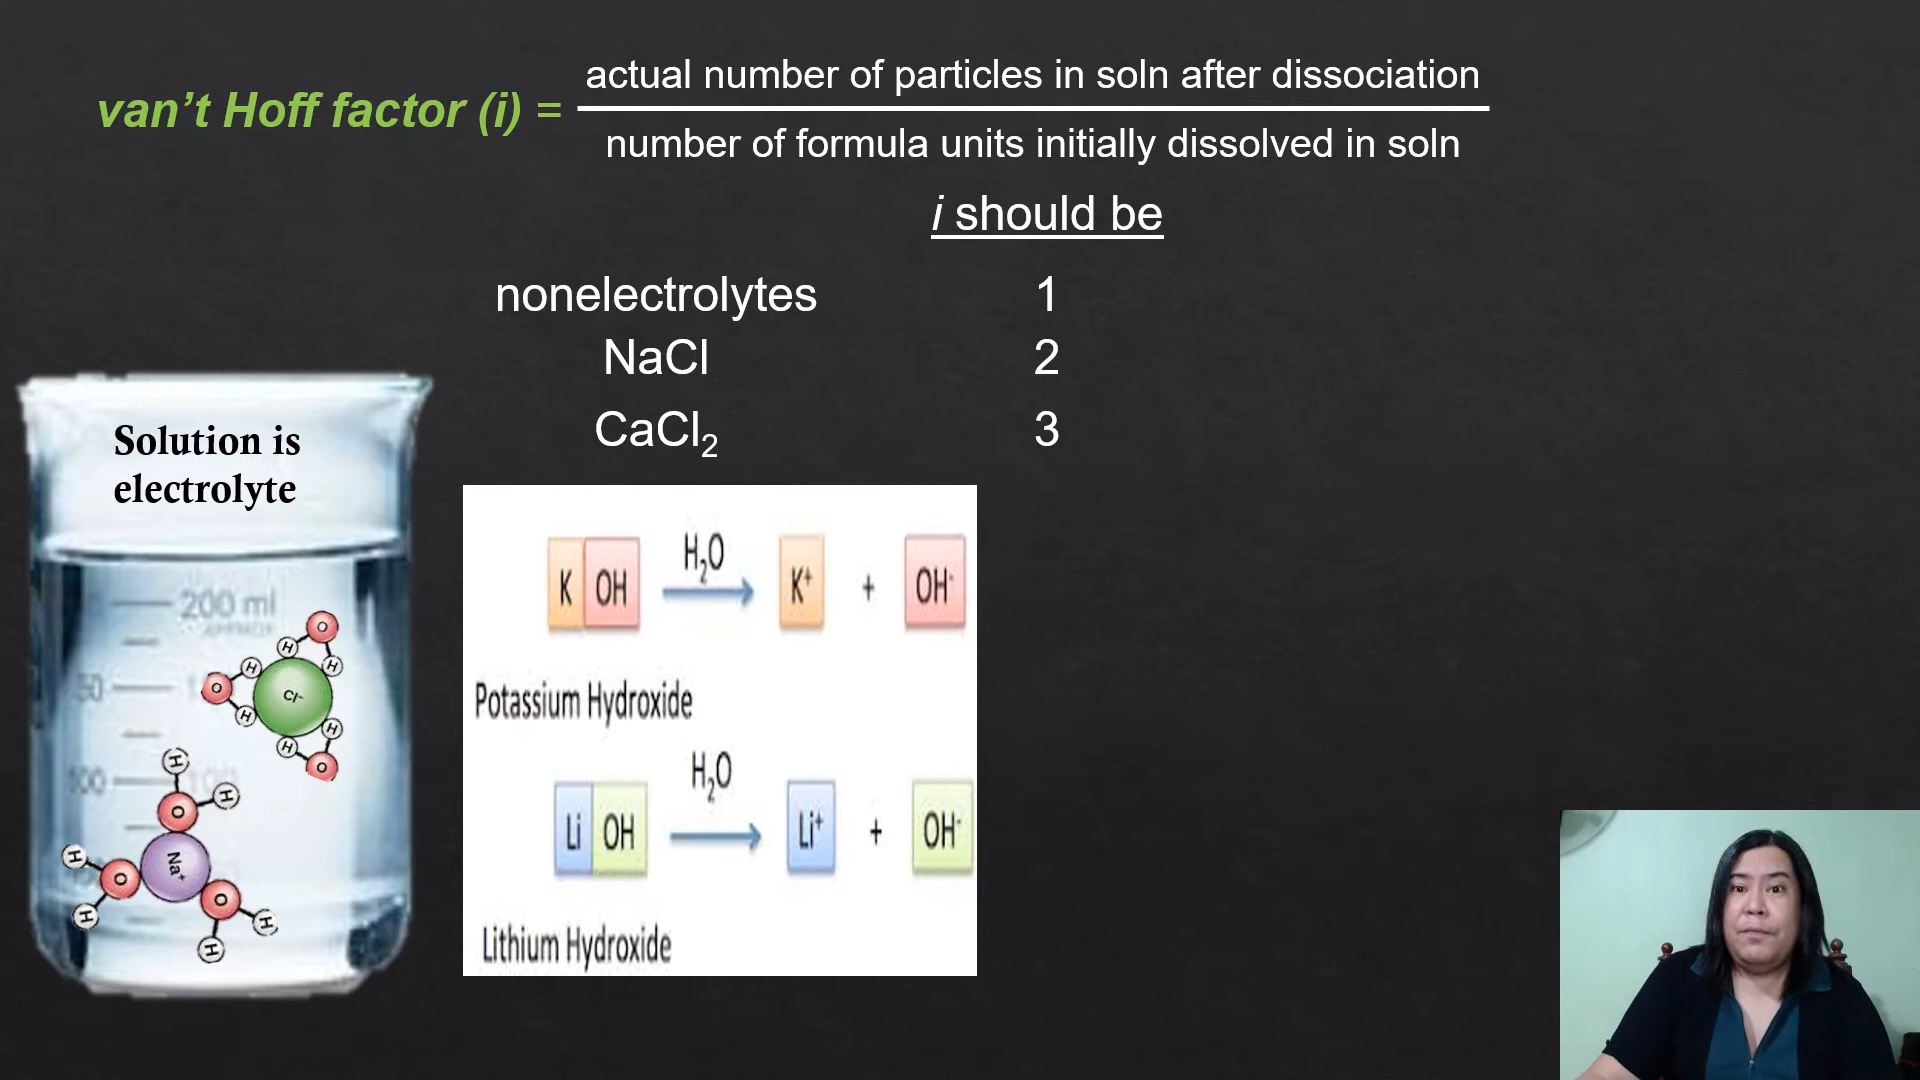 van't Hoff factor (i) =
actual number of particles in soln after dissociation
number of formula units initially dissolved in soln
i should be
nonelectrolytes 1
NaCl 2
CaCl₂ 3
Solution is
electrolyte
200 ml
100
H O H
H O H
H O H
Cl⁻
H O H
H O H
H O H
Na⁺
H₂O
K OH K⁺ + OH⁻
Potassium Hydroxide
H₂O
Li OH Li⁺ + OH⁻
Lithium Hydroxide